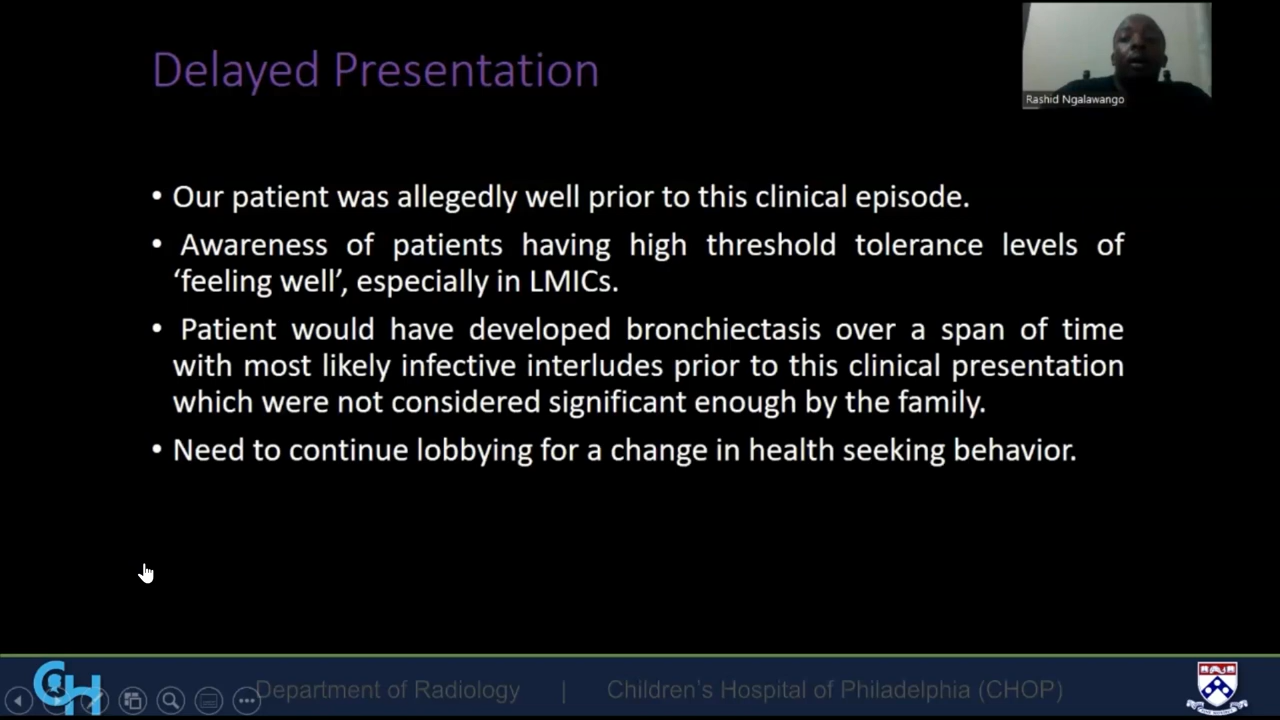 Delayed Presentation
Rashid Ngalawango
• Our patient was allegedly well prior to this clinical episode.
• Awareness of patients having high threshold tolerance levels of
‘feeling well’, especially in LMICs.
• Patient would have developed bronchiectasis over a span of time
with most likely infective interludes prior to this clinical presentation
which were not considered significant enough by the family.
• Need to continue lobbying for a change in health seeking behavior.
CH
Department of Radiology | Children’s Hospital of Philadelphia (CHOP)